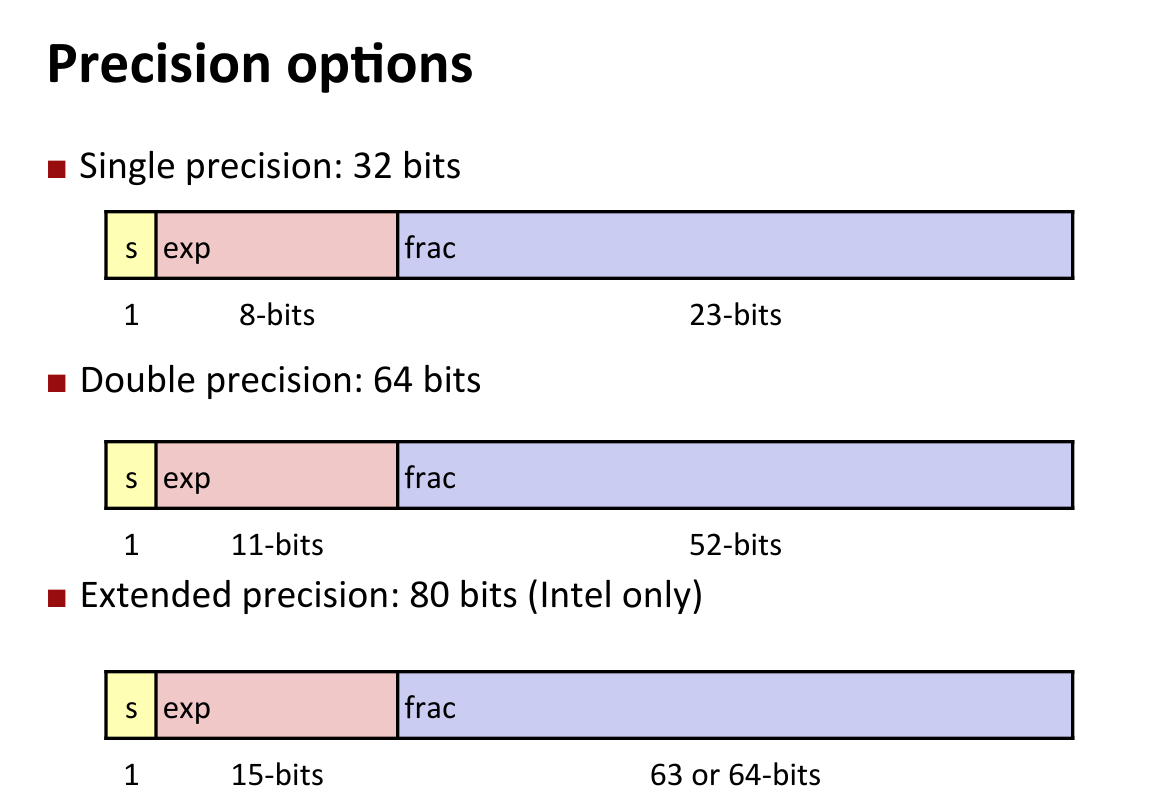 Precision options
■ Single precision: 32 bits
s exp frac
1 8-bits 23-bits
■ Double precision: 64 bits
s exp frac
1 11-bits 52-bits
■ Extended precision: 80 bits (Intel only)
s exp frac
1 15-bits 63 or 64-bits